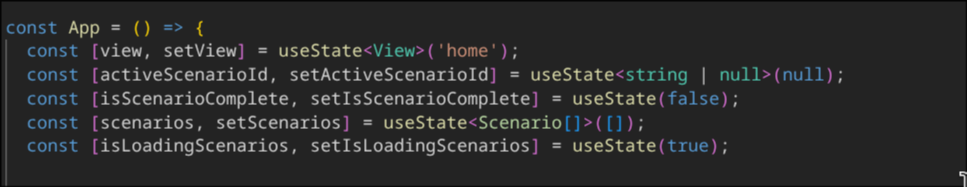 const App = () => {
const [view, setView] = useState<View>('home');
const [activeScenarioId, setActiveScenarioId] = useState<string | null>(null);
const [isScenarioComplete, setIsScenarioComplete] = useState(false);
const [scenarios, setScenarios] = useState<Scenario[]>([]);
const [isLoadingScenarios, setIsLoadingScenarios] = useState(true);